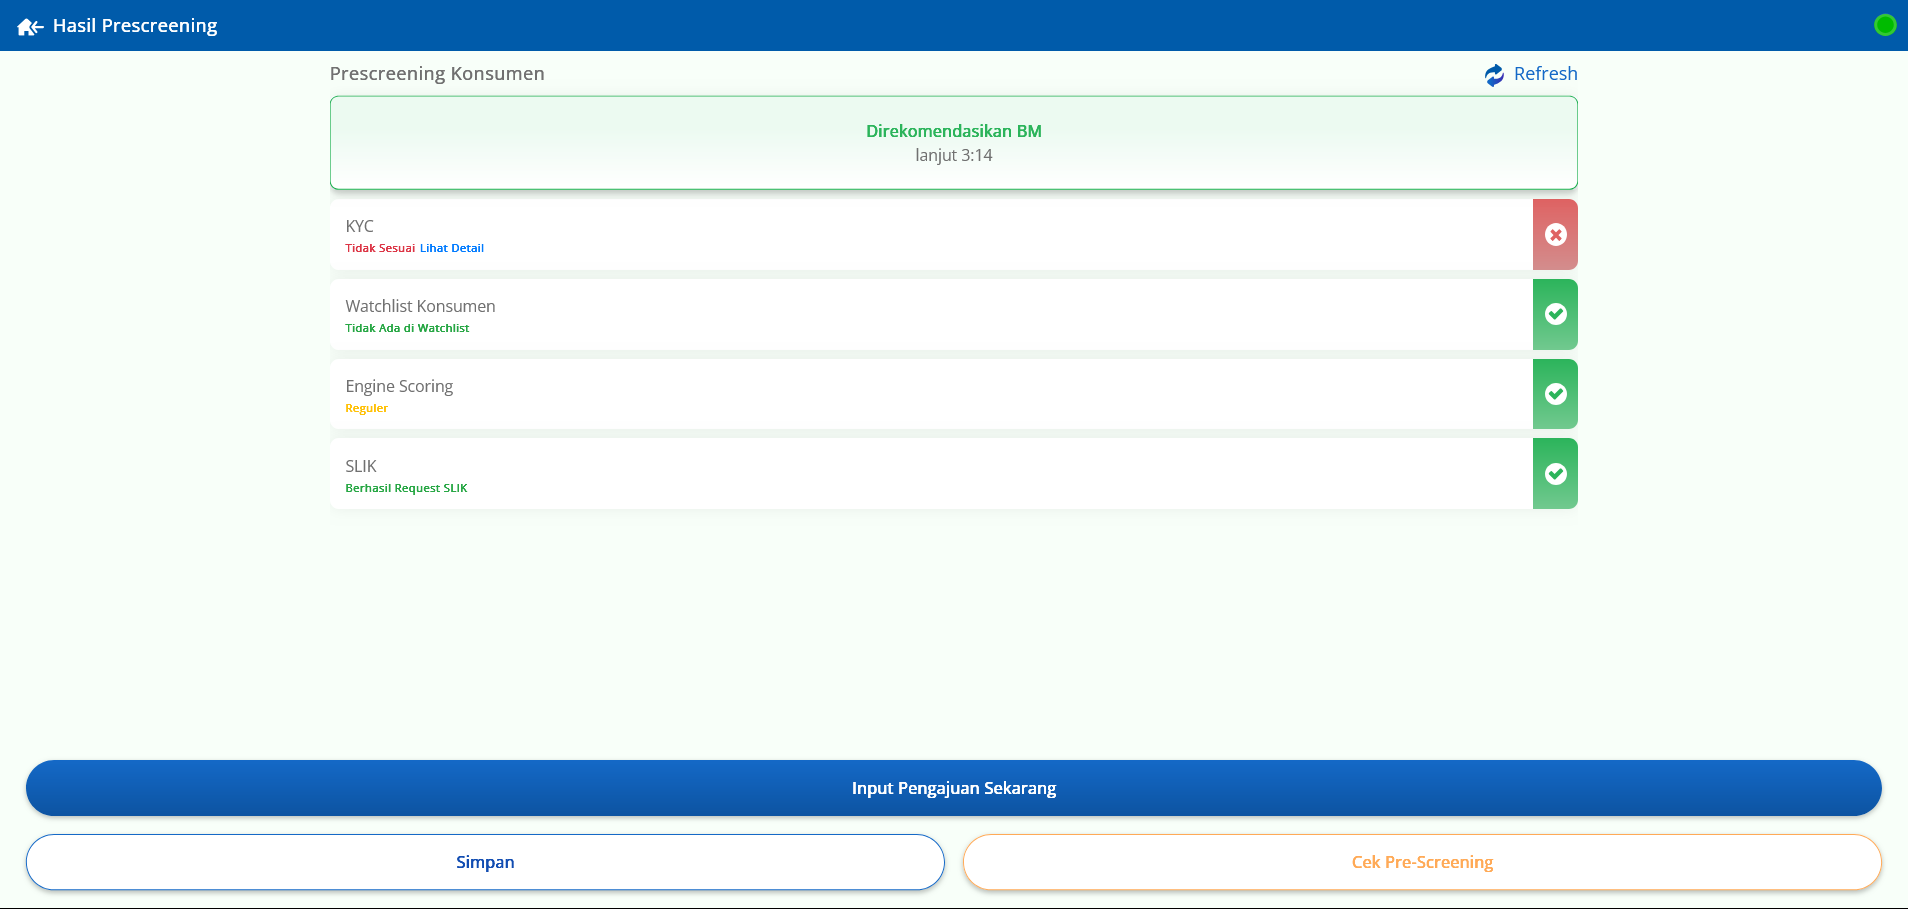 Hasil Prescreening
Prescreening Konsumen
Refresh
Direkomendasikan BM
lanjut 3:14
KYC
Tidak Sesuai Lihat Detail
Watchlist Konsumen
Tidak Ada di Watchlist
Engine Scoring
Reguler
SLIK
Berhasil Request SLIK
Input Pengajuan Sekarang
Simpan
Cek Pre-Screening